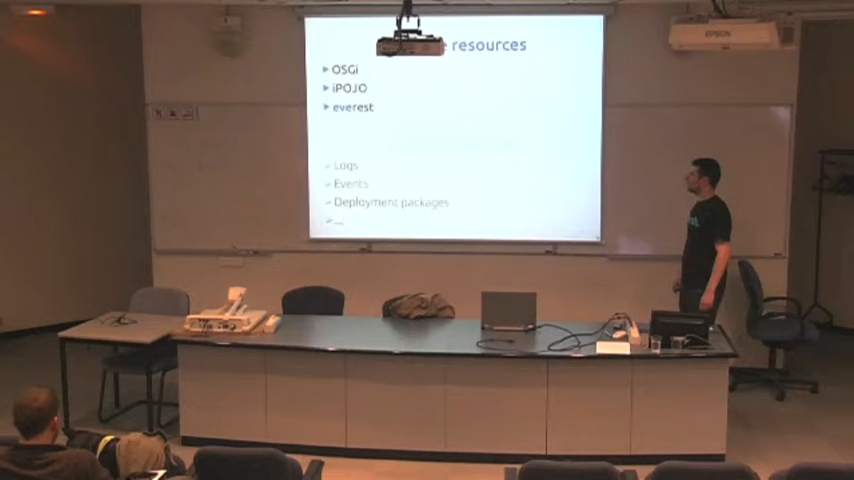 e resources
OSGi
iPOJO
everest
Logs
Events
Deployment packages
...
EPSON